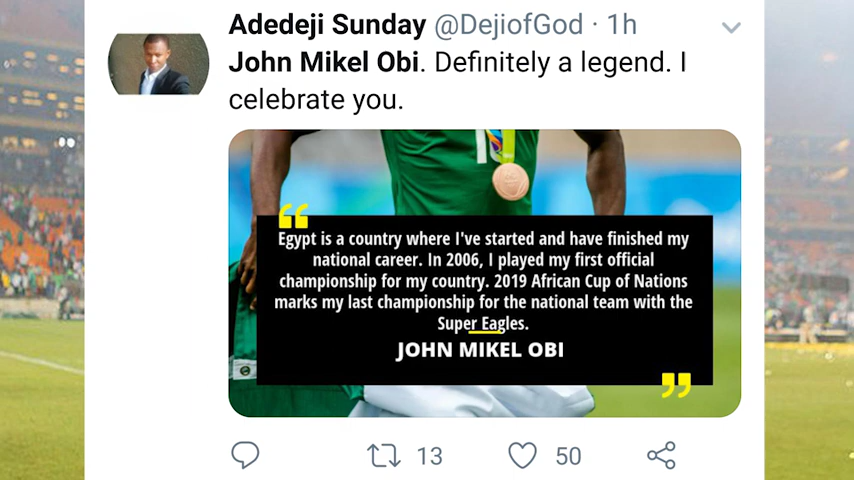 Adedeji Sunday @DejiofGod · 1h
John Mikel Obi. Definitely a legend. I
celebrate you.
1
“
Egypt is a country where I've started and have finished my
national career. In 2006, I played my first official
championship for my country. 2019 African Cup of Nations
marks my last championship for the national team with the
Super Eagles.
JOHN MIKEL OBI
”
13
50